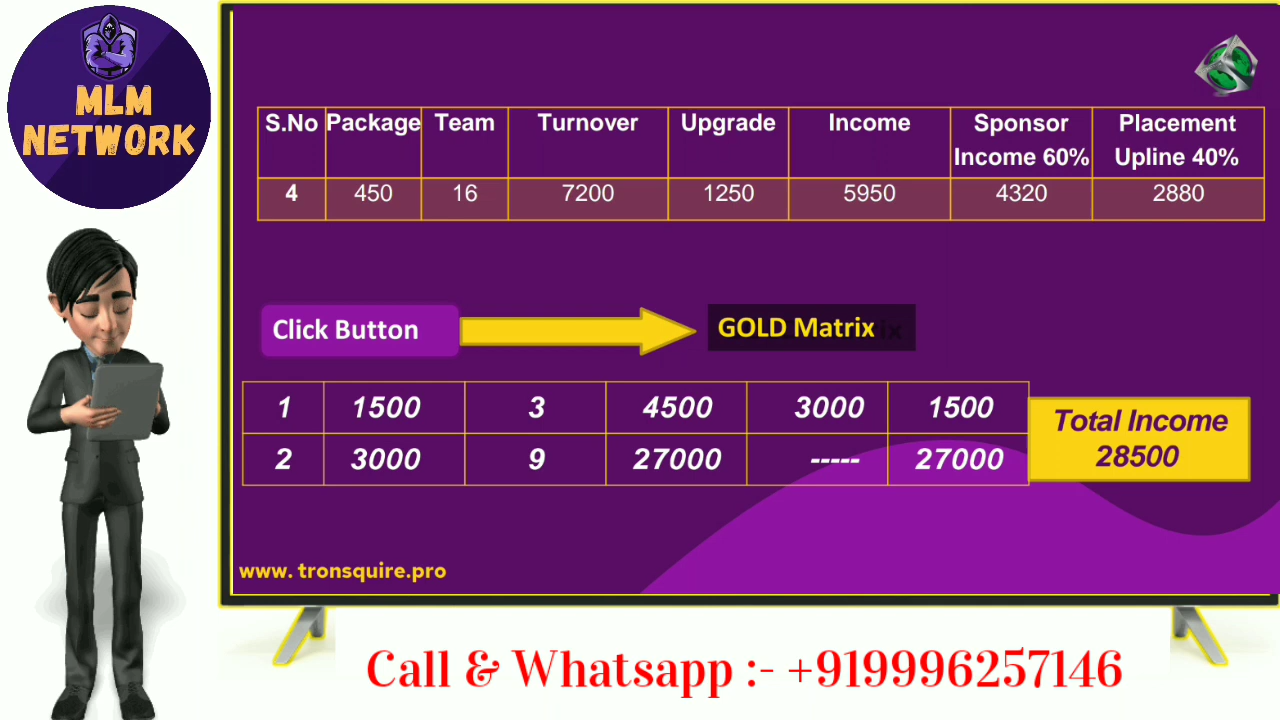 MLM
NETWORK
S.No Package Team Turnover Upgrade Income Sponsor Income 60% Placement Upline 40%
4 450 16 7200 1250 5950 4320 2880
Click Button
GOLD Matrix
1 1500 3 4500 3000 1500
2 3000 9 27000 ----- 27000
Total Income
28500
www. tronsquire.pro
Call & Whatsapp :- +919996257146